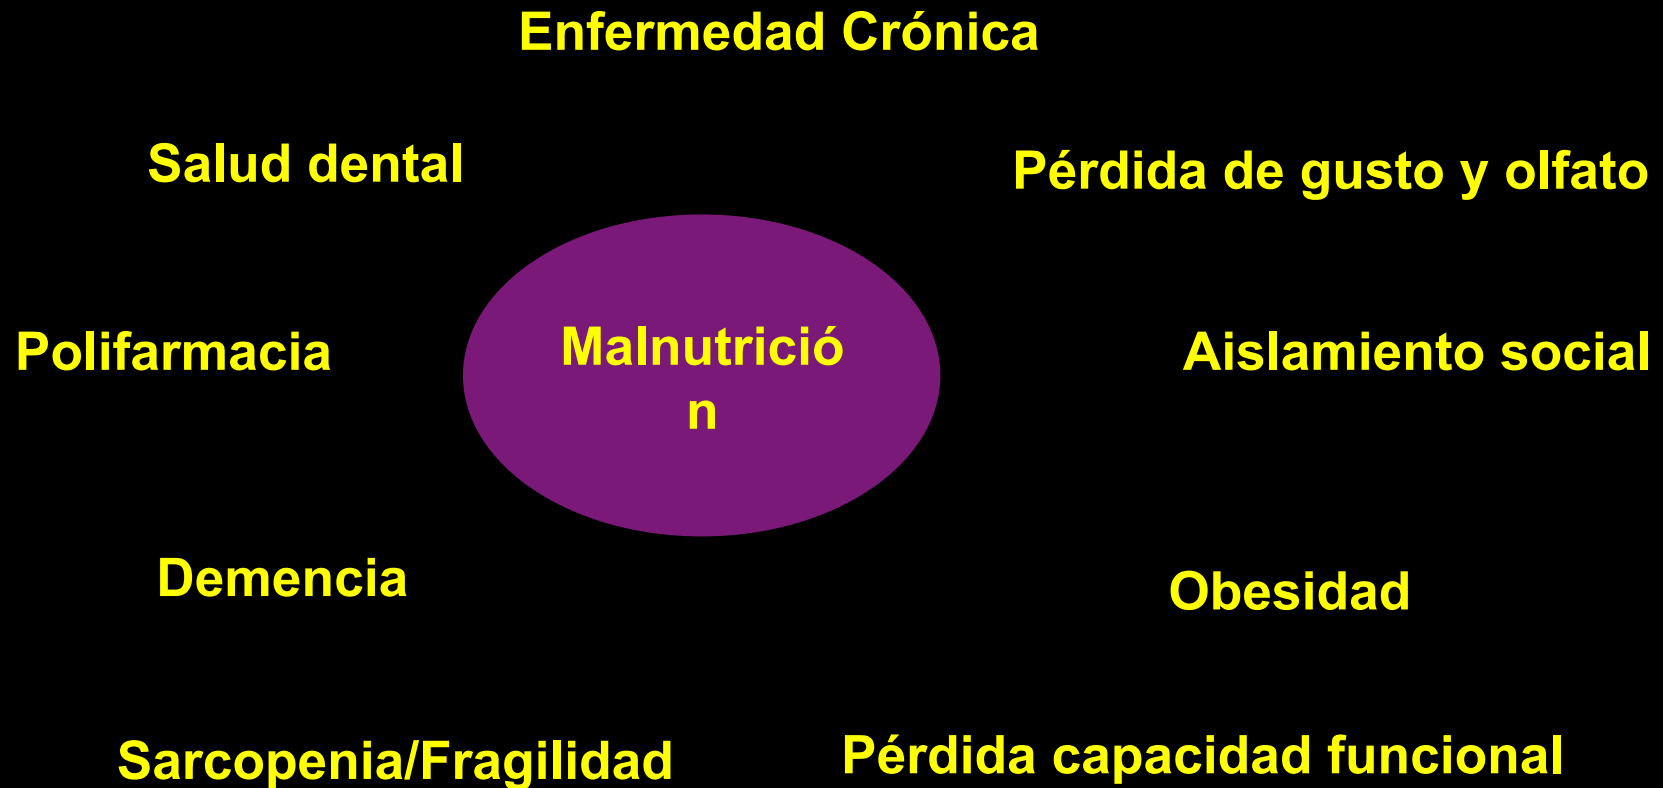 Enfermedad Crónica
Salud dental
Pérdida de gusto y olfato
Polifarmacia
Malnutrició
n
Aislamiento social
Demencia
Obesidad
Sarcopenia/Fragilidad
Pérdida capacidad funcional